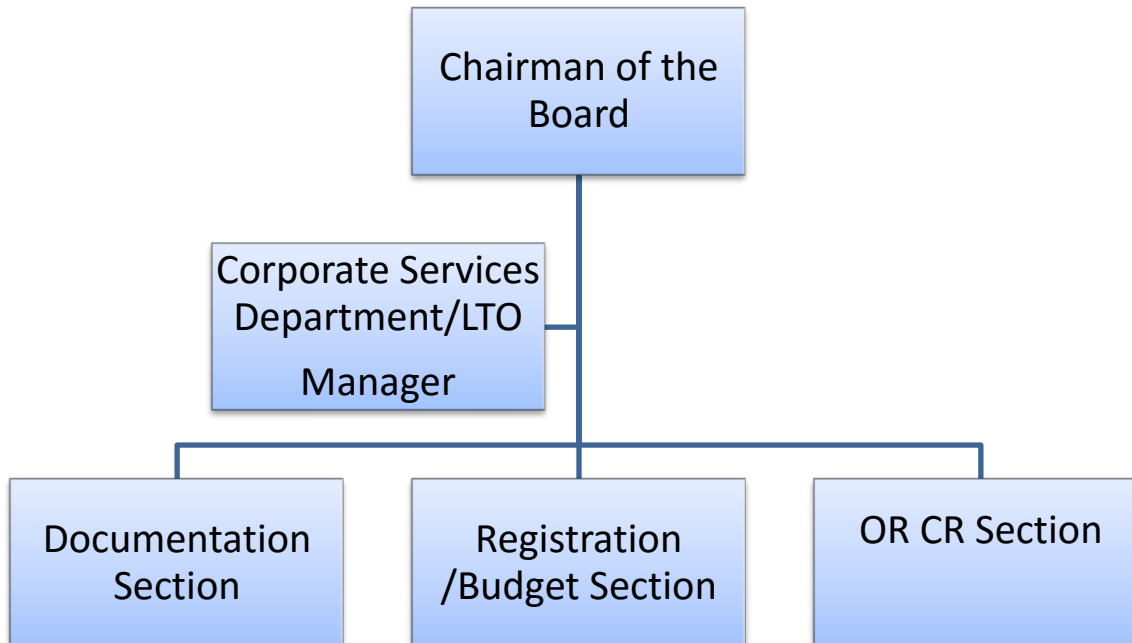 Chairman of the
Board
Corporate Services
Department/LTO
Manager
Documentation
Section
Registration
/Budget Section
OR CR Section